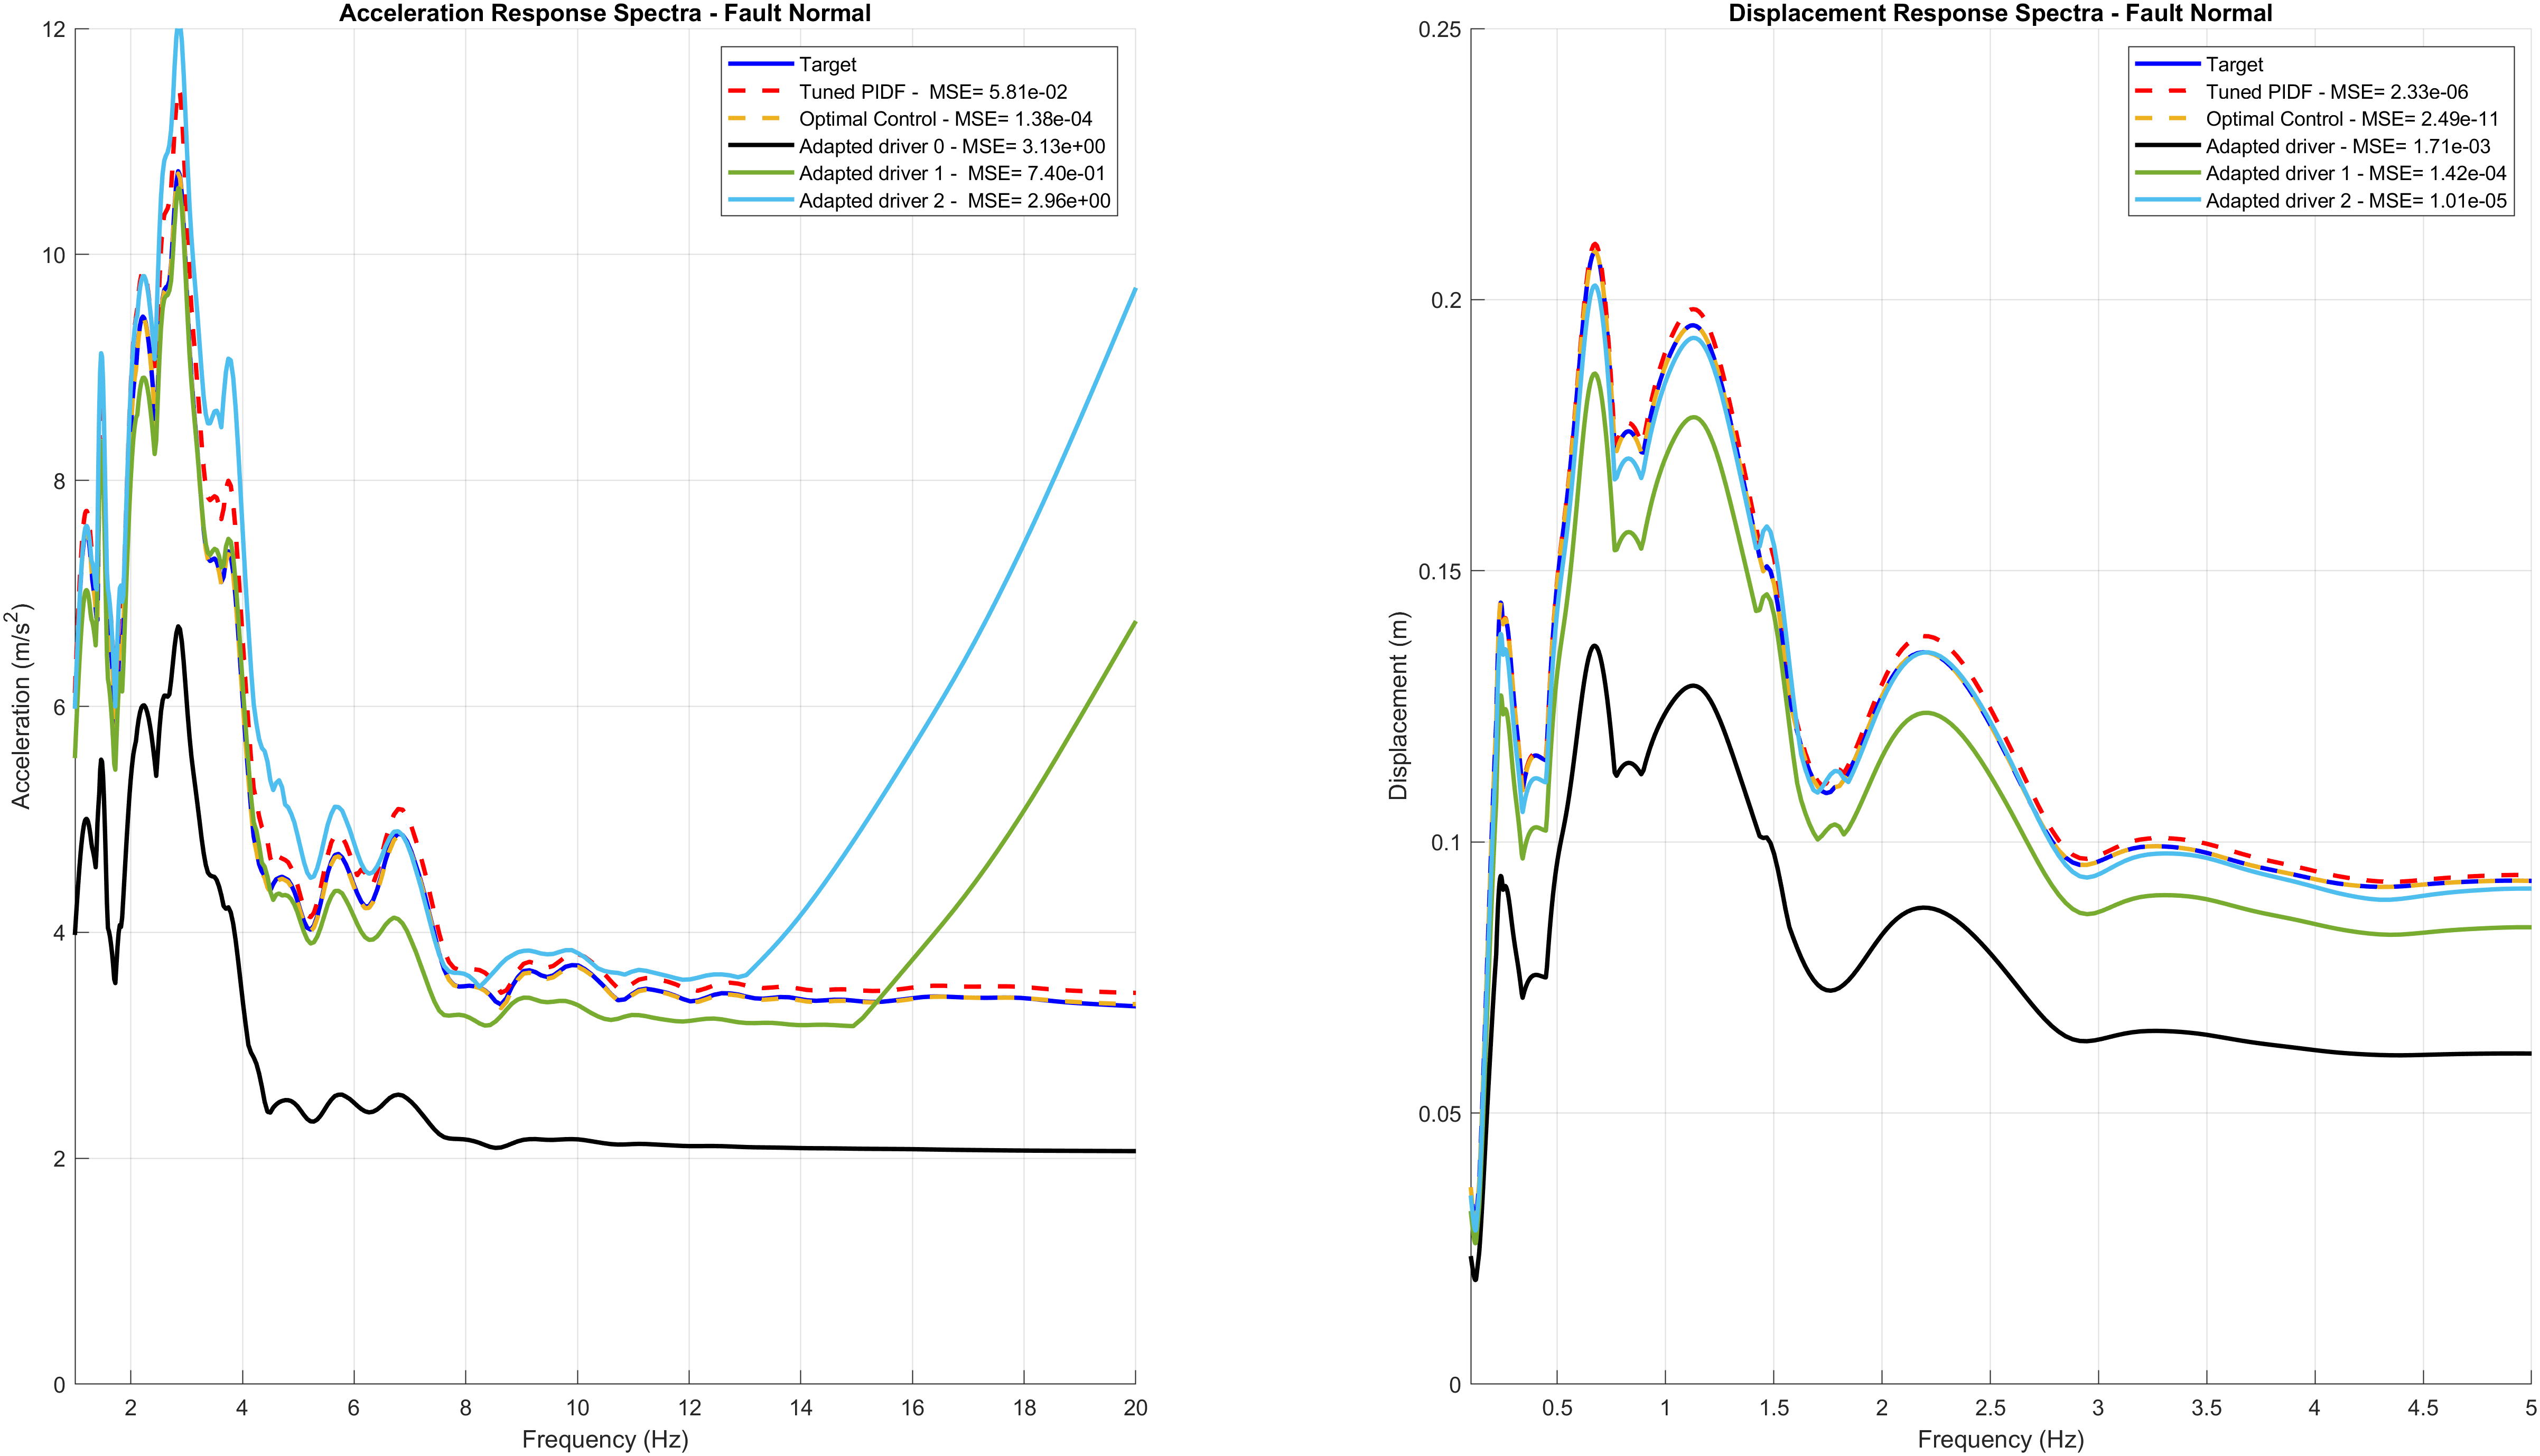 Acceleration Response Spectra - Fault Normal
12
10
8
6
4
2
0
Acceleration (m/s2)
Target
Tuned PIDF - MSE= 5.81e-02
Optimal Control - MSE= 1.38e-04
Adapted driver 0 - MSE= 3.13e+00
Adapted driver 1 - MSE= 7.40e-01
Adapted driver 2 - MSE= 2.96e+00
2 4 6 8 10 12 14 16 18 20
Frequency (Hz)
Displacement Response Spectra - Fault Normal
0.25
0.2
0.15
0.1
0.05
0
Displacement (m)
Target
Tuned PIDF - MSE= 2.33e-06
Optimal Control - MSE= 2.49e-11
Adapted driver - MSE= 1.71e-03
Adapted driver 1 - MSE= 1.42e-04
Adapted driver 2 - MSE= 1.01e-05
0.5 1 1.5 2 2.5 3 3.5 4 4.5 5
Frequency (Hz)